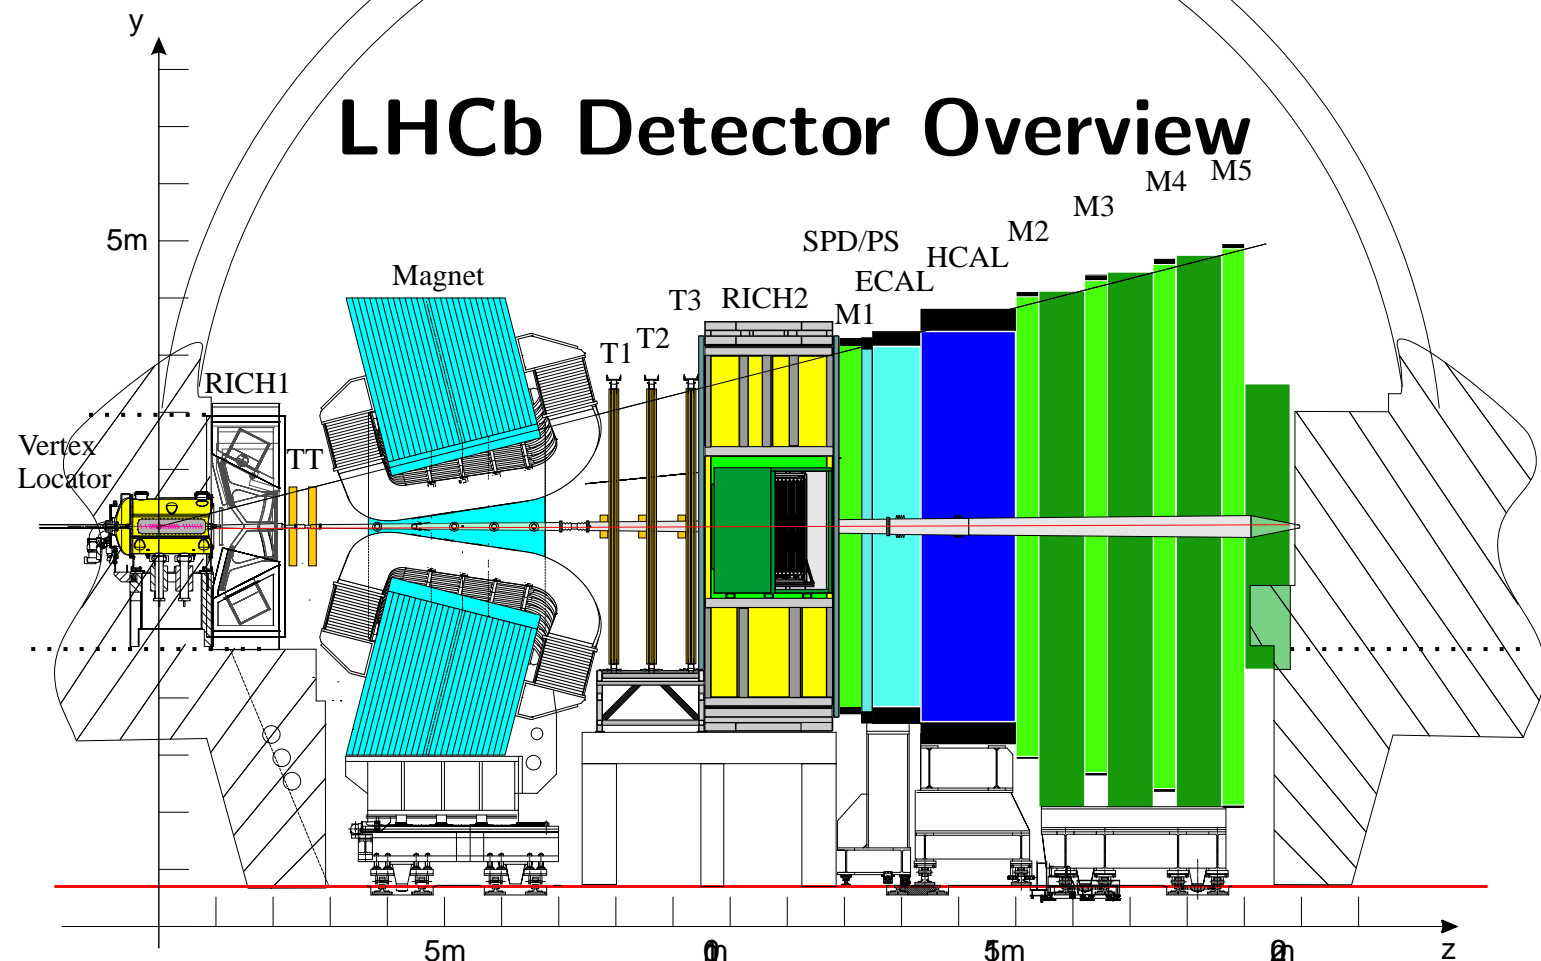 y
LHCb Detector Overview
M5
M4
M3
M2
5m
SPD/PS
HCAL
Magnet
ECAL
T3
RICH2
M1
T2
T1
RICH1
Vertex
Locator
TT
5m
z